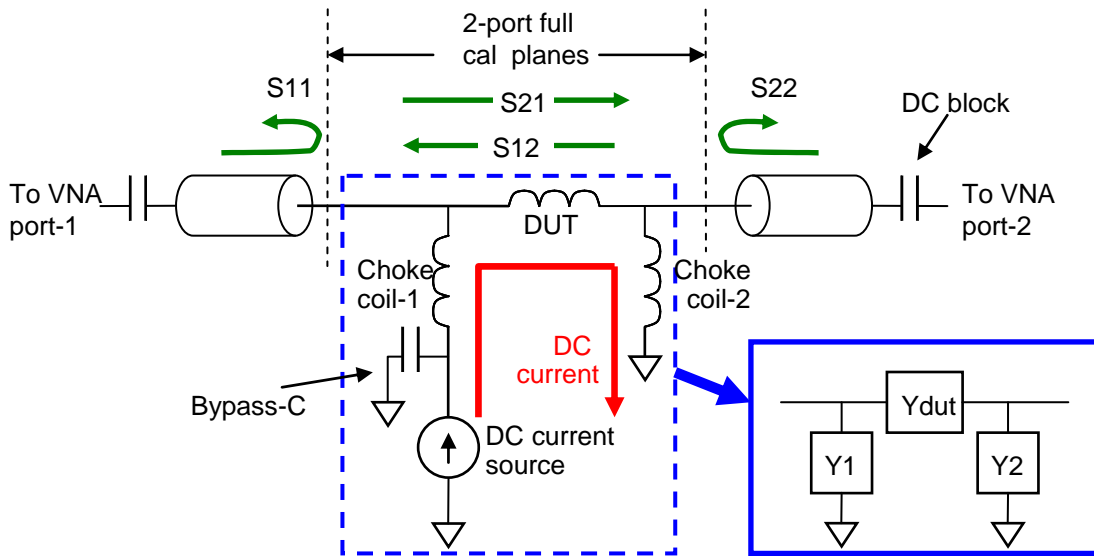 2-port full
cal planes
S11
S21
S22
DC block
S12
To VNA
port-1
DUT
To VNA
port-2
Choke
coil-1
Choke
coil-2
DC
current
Bypass-C
DC current
source
Ydut
Y1
Y2